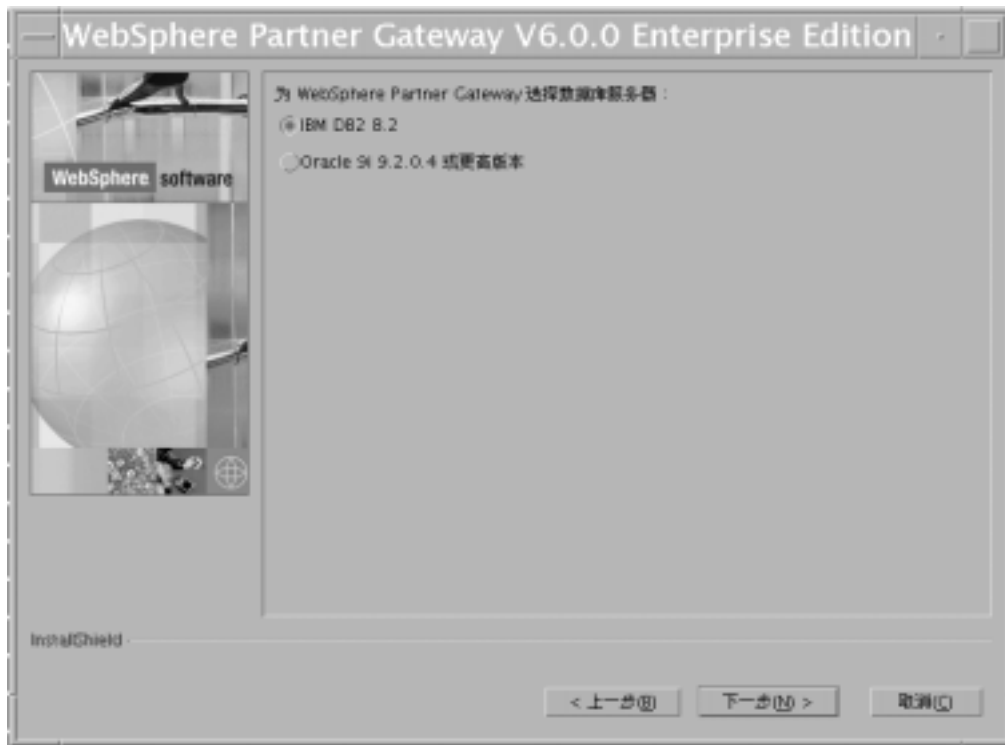 WebSphere Partner Gateway V6.0.0 Enterprise Edition
WebSphere software
为 WebSphere Partner Gateway 选择数据库服务器：
IBM DB2 8.2
Oracle 9i 9.2.0.4 或更高版本
InstallShield
< 上一步(B)
下一步(N) >
取消(C)